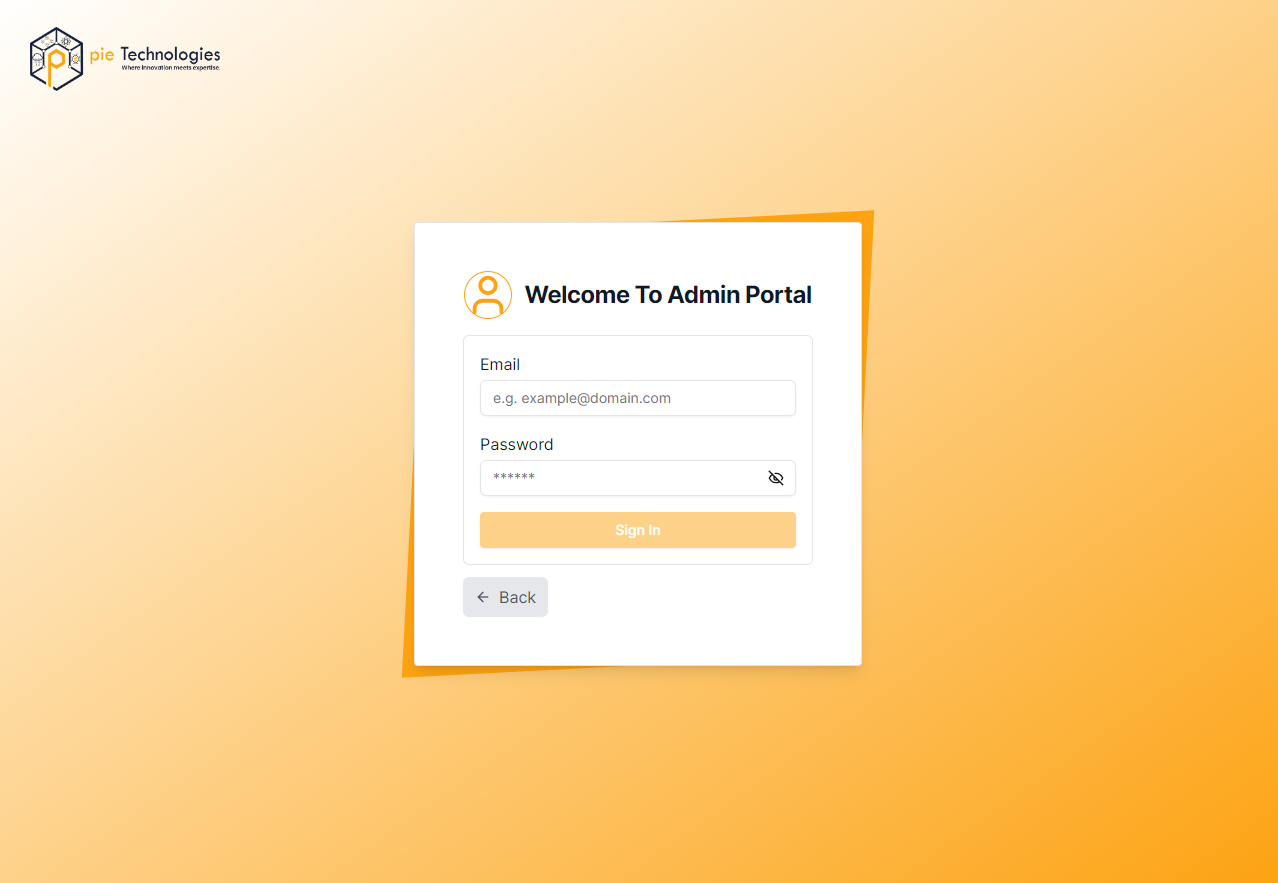 pie Technologies
Where innovation meets expertise.
Welcome To Admin Portal
Email
e.g. example@domain.com
Password
******
Sign In
Back